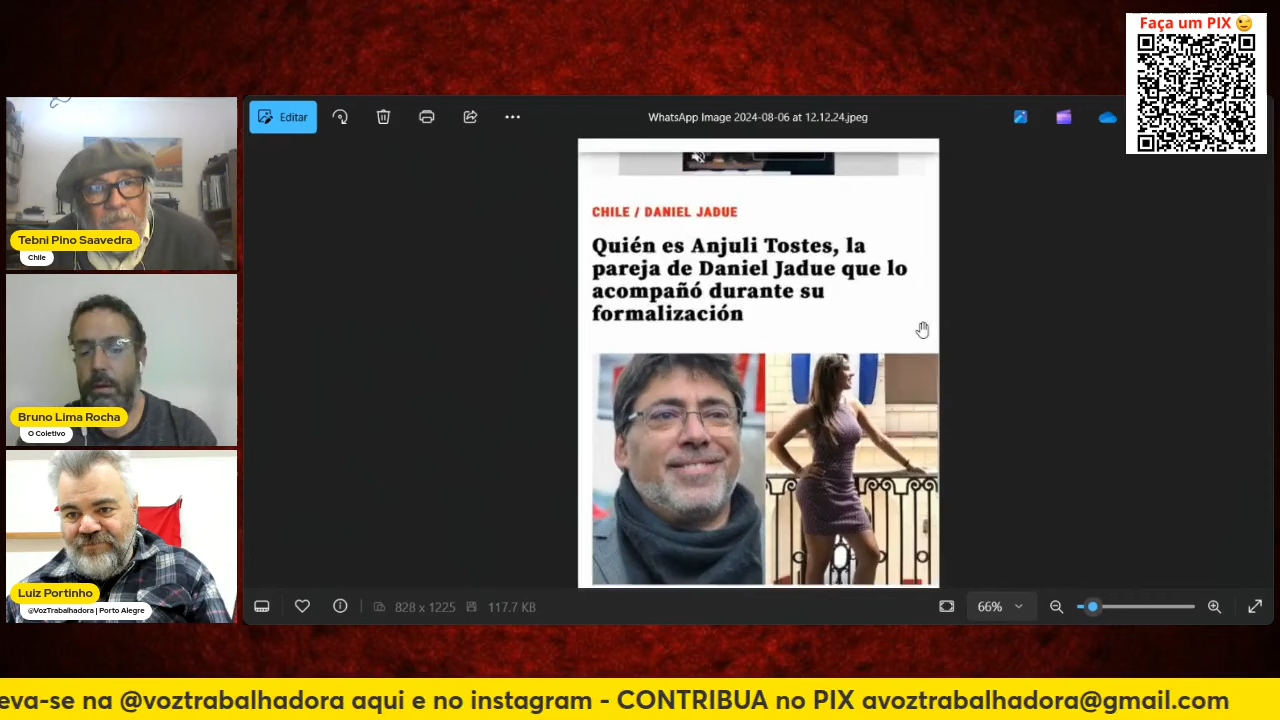 Faça um PIX
Editar
WhatsApp Image 2024-08-06 at 12.12.24.jpeg
Tebni Pino Saavedra
Chile
Bruno Lima Rocha
O Coletivo
Luiz Portinho
@VozTrabalhadora | Porto Alegre
CHILE / DANIEL JADUE
Quién es Anjuli Tostes, la
pareja de Daniel Jadue que lo
acompañó durante su
formalización
828 x 1225
117.7 KB
66%
eva-se na @voztrabalhadora aqui e no instagram - CONTRIBUA no PIX avoztrabalhadora@gmail.com